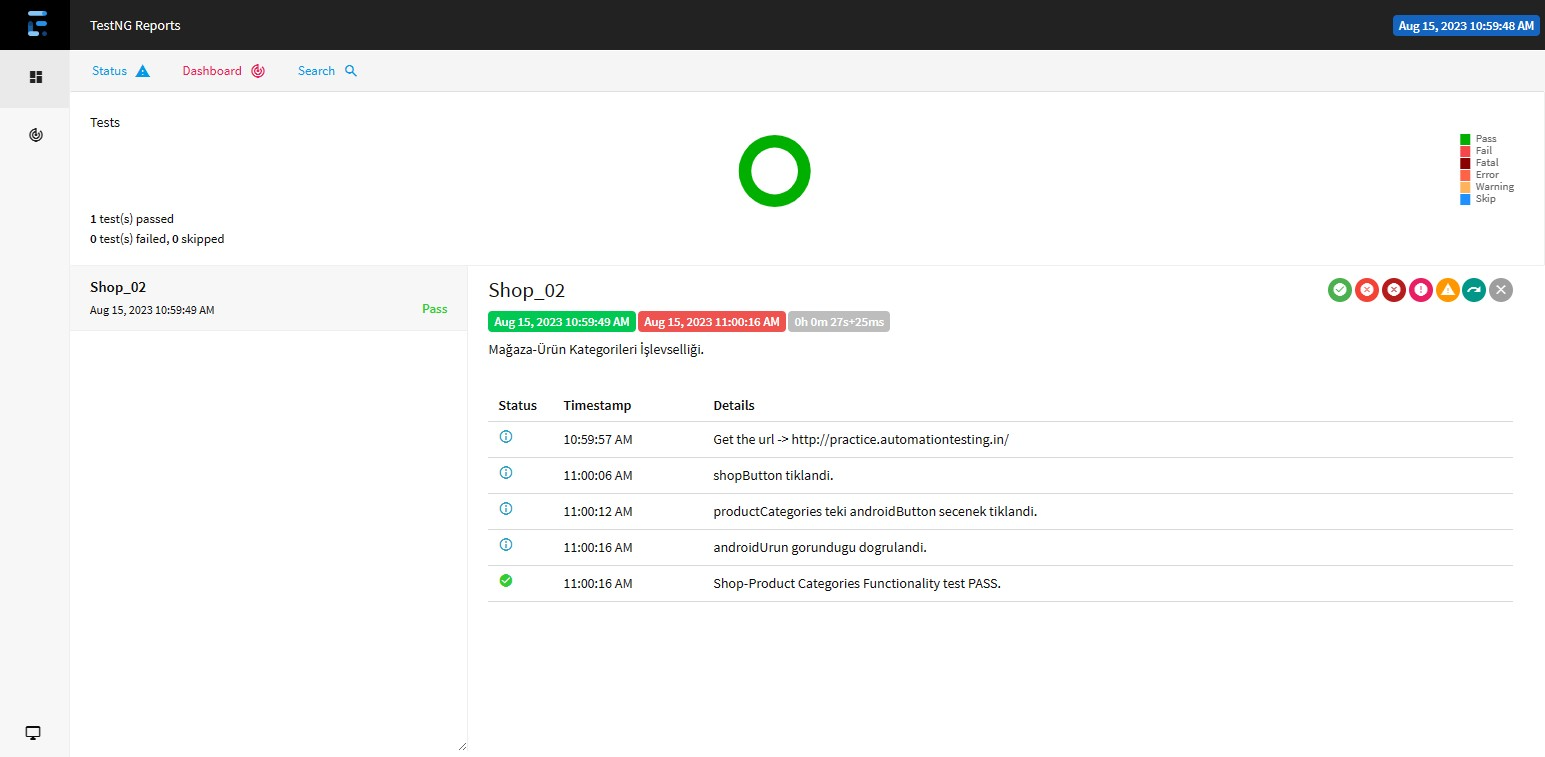 TestNG Reports
Aug 15, 2023 10:59:48 AM
Status Dashboard Search
Tests
1 test(s) passed
0 test(s) failed, 0 skipped
Pass
Fail
Fatal
Error
Warning
Skip
Shop_02
Aug 15, 2023 10:59:49 AM Pass
Shop_02
Aug 15, 2023 10:59:49 AM Aug 15, 2023 11:00:16 AM 0h 0m 27s+25ms
Mağaza-Ürün Kategorileri İşlevselliği.
Status Timestamp Details
10:59:57 AM Get the url -> http://practice.automationtesting.in/
11:00:06 AM shopButton tiklandi.
11:00:12 AM productCategories teki androidButton secenek tiklandi.
11:00:16 AM androidUrun gorundugu dogrulandi.
11:00:16 AM Shop-Product Categories Functionality test PASS.